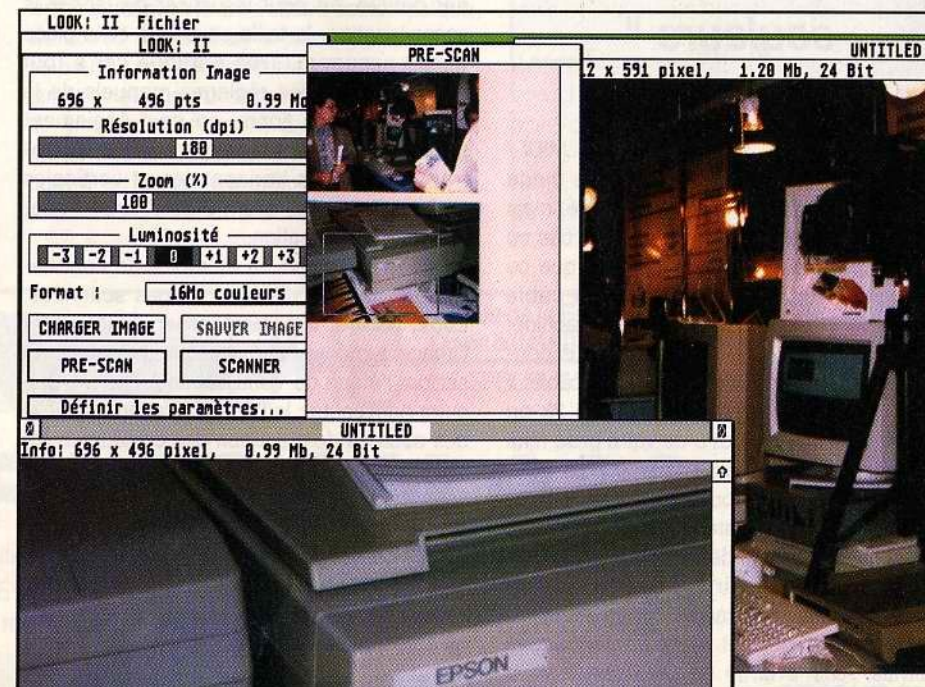 LOOK: II Fichier
LOOK: II
Information Image
696 x 496 pts 0.99 Mo
Résolution (dpi)
180
Zoom (%)
100
Luminosité
-3 -2 -1 0 +1 +2 +3
Format : 16Mo couleurs
CHARGER IMAGE SAUVER IMAGE
PRE-SCAN SCANNER
Définir les paramètres...
PRE-SCAN
UNTITLED
2 x 591 pixel, 1.20 Mb, 24 Bit
UNTITLED
Info: 696 x 496 pixel, 0.99 Mb, 24 Bit
EPSON